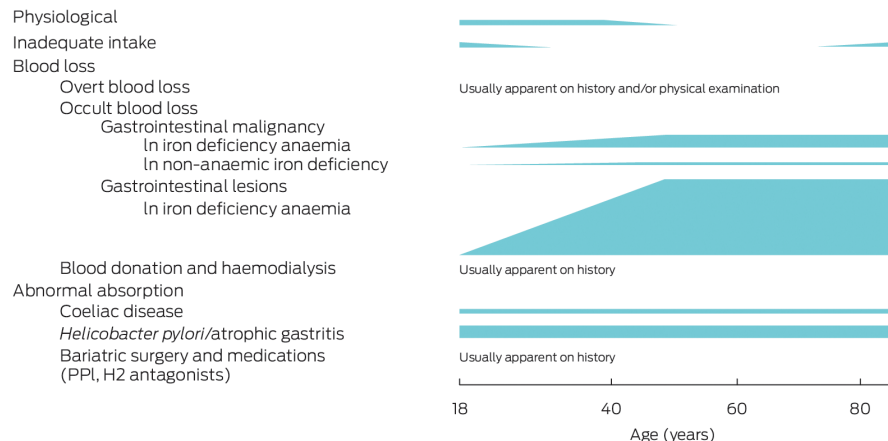 Physiological
Inadequate intake
Blood loss
Overt blood loss
Usually apparent on history and/or physical examination
Occult blood loss
Gastrointestinal malignancy
In iron deficiency anaemia
In non-anaemic iron deficiency
Gastrointestinal lesions
In iron deficiency anaemia
Blood donation and haemodialysis
Usually apparent on history
Abnormal absorption
Coeliac disease
Helicobacter pylori/atrophic gastritis
Bariatric surgery and medications
(PPI, H2 antagonists)
Usually apparent on history
18 40 60 80
Age (years)